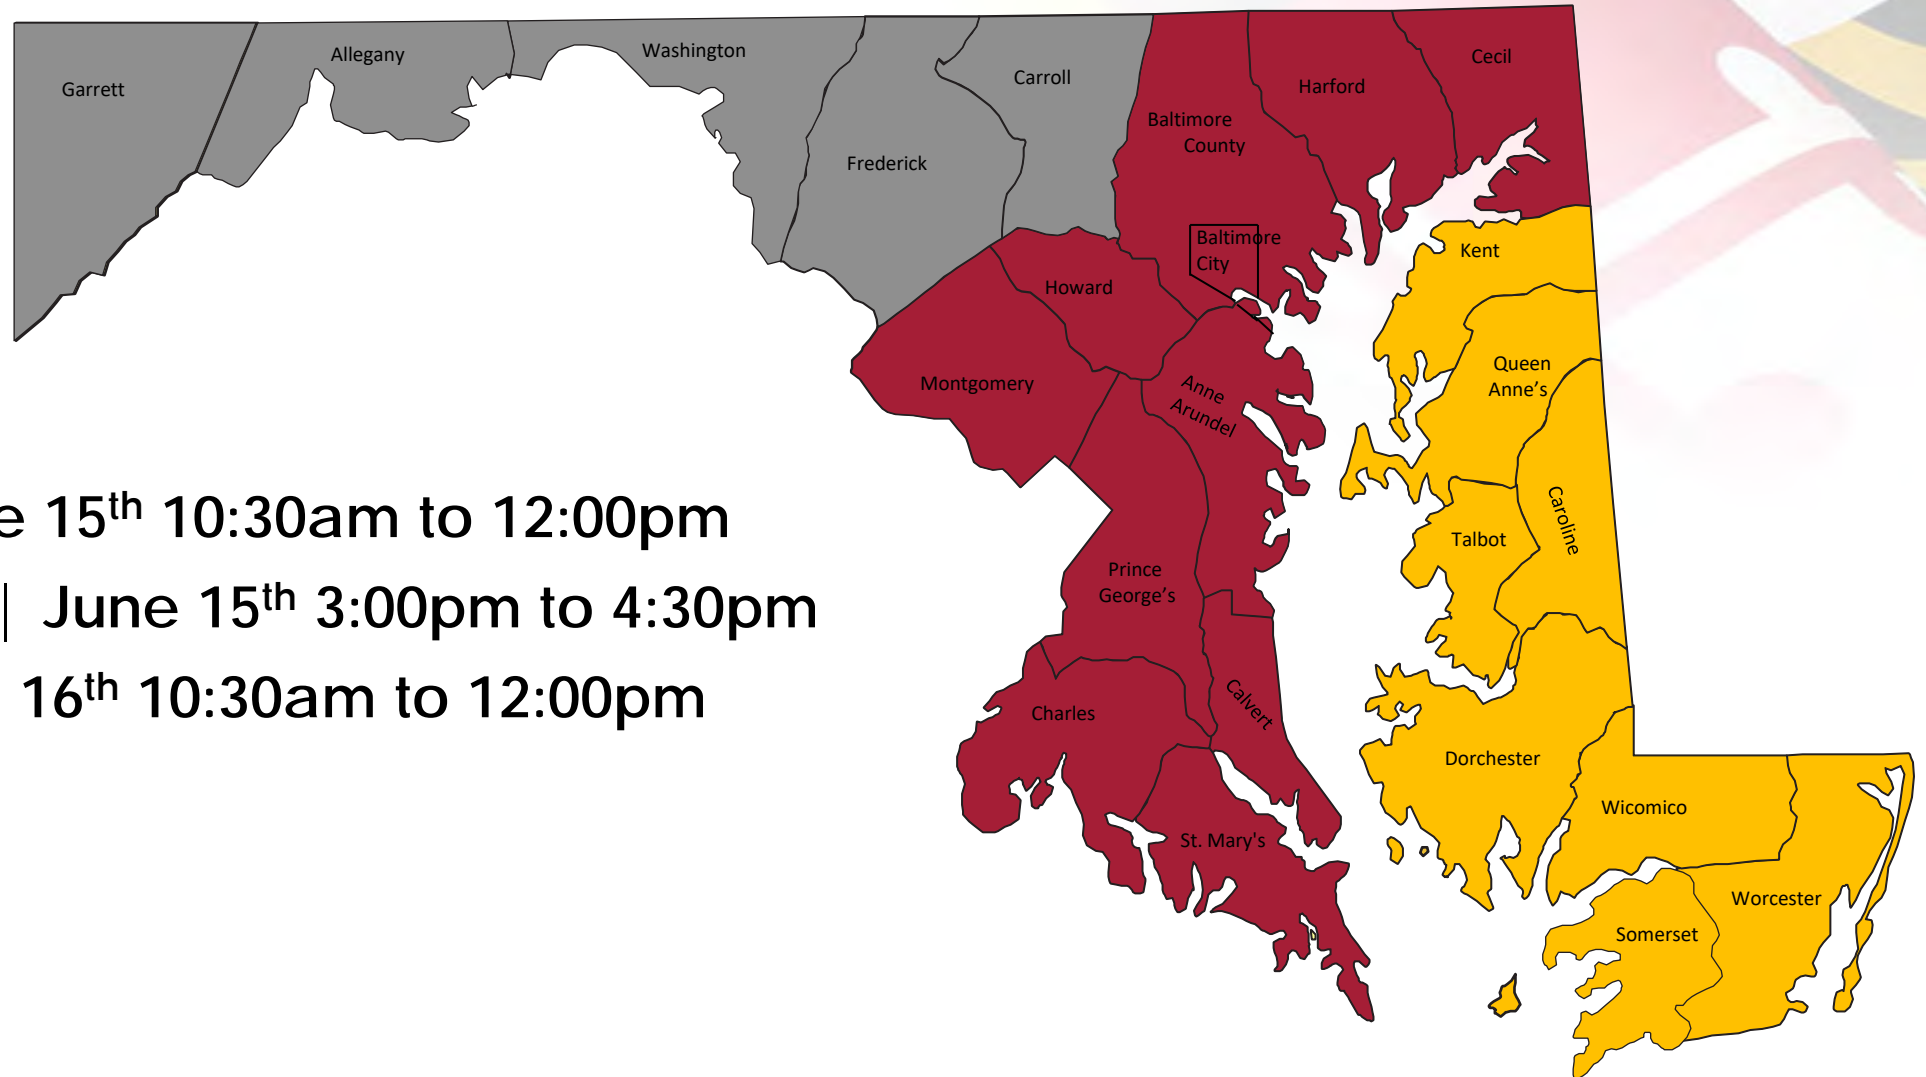 Garrett
Allegany
Washington
Frederick
Carroll
Baltimore
County
Harford
Cecil
Baltimore
City
Howard
Montgomery
Anne
Arundel
Prince
George’s
Charles
Calvert
St. Mary's
Kent
Queen
Anne’s
Talbot
Caroline
Dorchester
Wicomico
Worcester
Somerset
e 15th 10:30am to 12:00pm
| June 15th 3:00pm to 4:30pm
16th 10:30am to 12:00pm